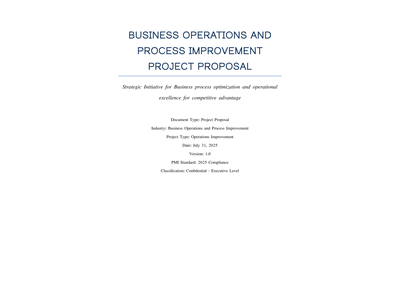 BUSINESS OPERATIONS AND
PROCESS IMPROVEMENT
PROJECT PROPOSAL
Strategic Initiative for Business process optimization and operational
excellence for competitive advantage
Document Type: Project Proposal
Industry: Business Operations and Process Improvement
Project Type: Operations Improvement
Date: July 31, 2025
Version: 1.0
PMI Standard: 2025 Compliance
Classification: Confidential - Executive Level